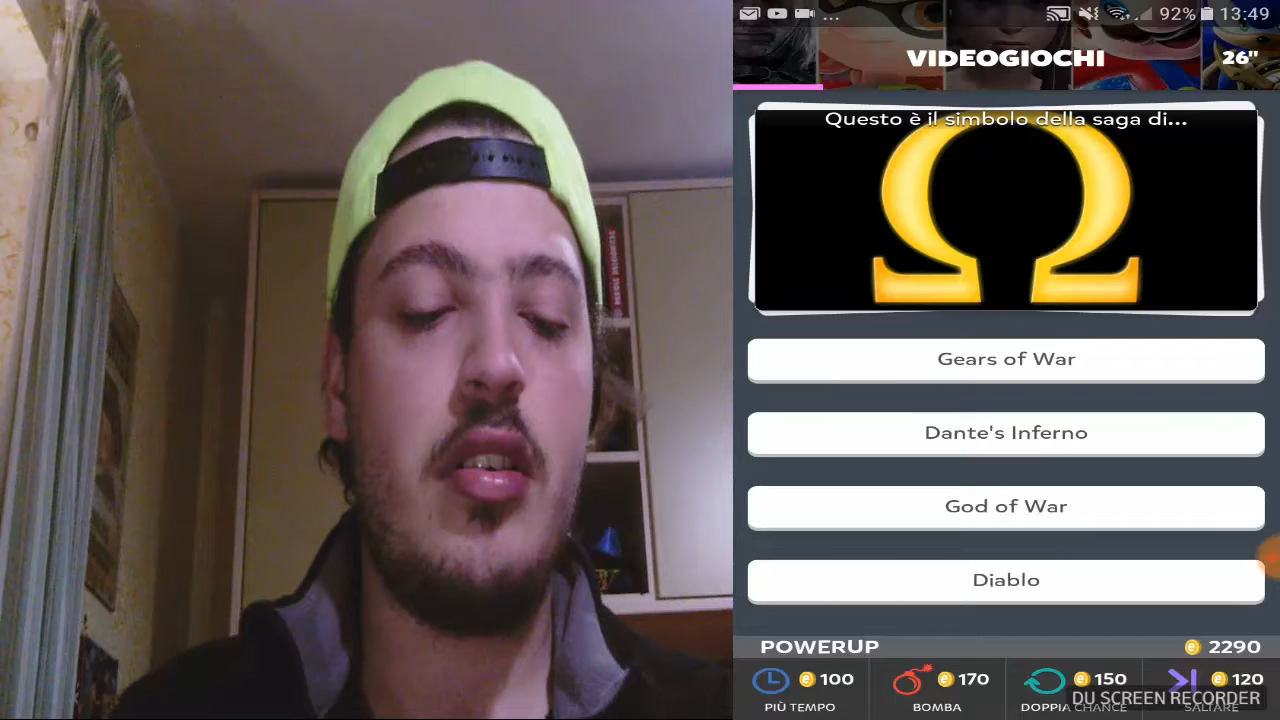 ... 92% 13:49
VIDEOGIOCHI 26"
Questo è il simbolo della saga di...
Ω
Gears of War
Dante's Inferno
God of War
Diablo
POWERUP 2290
100 170 150 120
PIÙ TEMPO BOMBA DOPPIA CHANCE SALTARE
DU SCREEN RECORDER